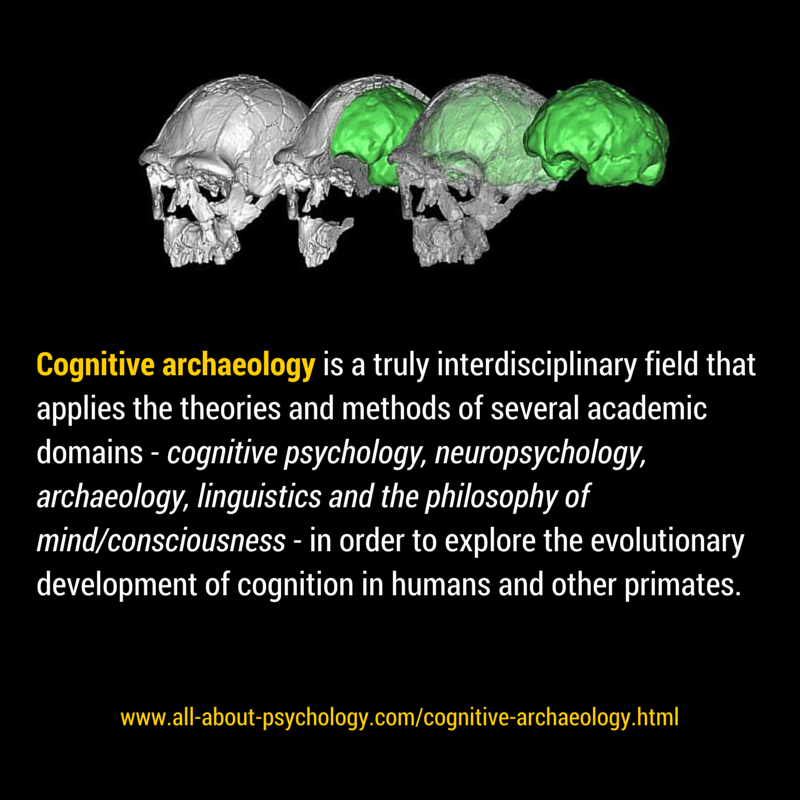 Cognitive archaeology is a truly interdisciplinary field that
applies the theories and methods of several academic
domains - cognitive psychology, neuropsychology,
archaeology, linguistics and the philosophy of
mind/consciousness - in order to explore the evolutionary
development of cognition in humans and other primates.
www.all-about-psychology.com/cognitive-archaeology.html